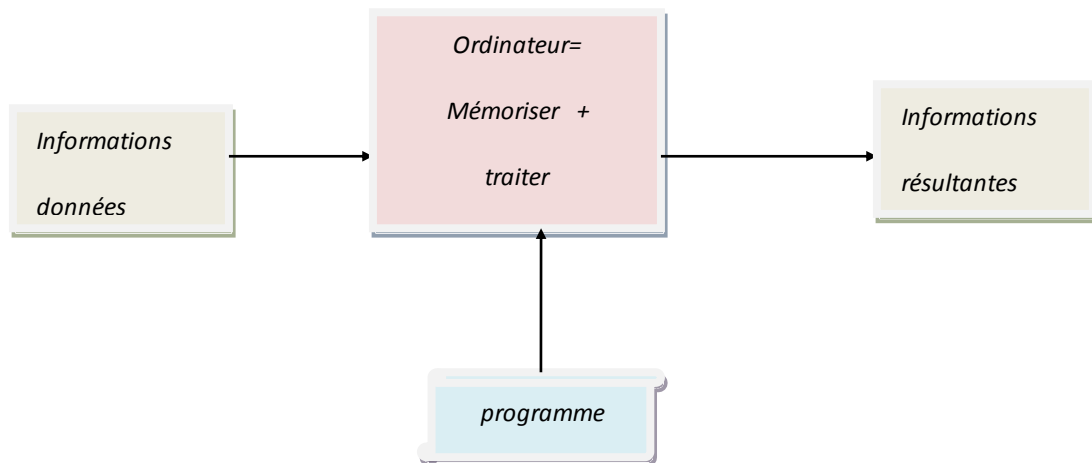 Ordinateur=
Mémoriser +
traiter
Informations
données
Informations
résultantes
programme